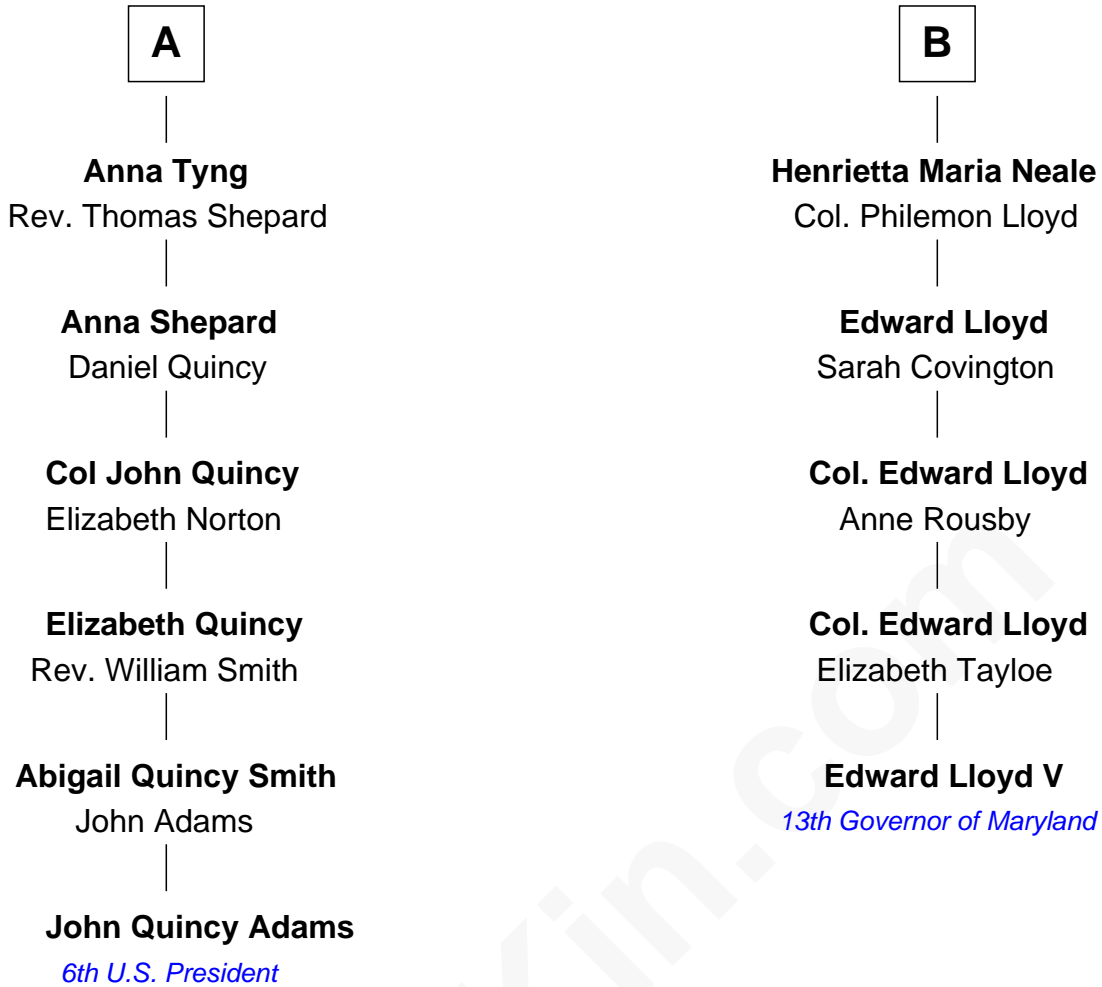 A
Anna Tyng
Rev. Thomas Shepard
Anna Shepard
Daniel Quincy
Col John Quincy
Elizabeth Norton
Elizabeth Quincy
Rev. William Smith
Abigail Quincy Smith
John Adams
John Quincy Adams
6th U.S. President
B
Henrietta Maria Neale
Col. Philemon Lloyd
Edward Lloyd
Sarah Covington
Col. Edward Lloyd
Anne Rousby
Col. Edward Lloyd
Elizabeth Tayloe
Edward Lloyd V
13th Governor of Maryland